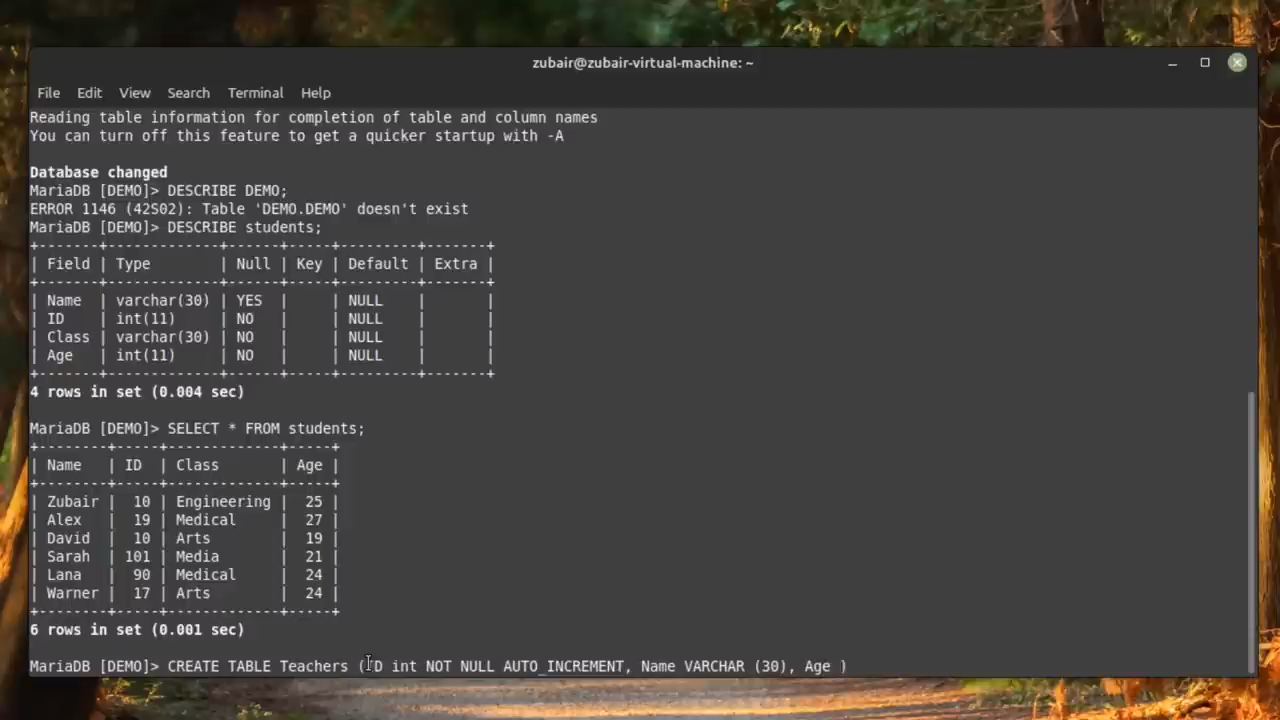 zubair@zubair-virtual-machine: ~
File Edit View Search Terminal Help
Reading table information for completion of table and column names
You can turn off this feature to get a quicker startup with -A
Database changed
MariaDB [DEMO]> DESCRIBE DEMO;
ERROR 1146 (42S02): Table 'DEMO.DEMO' doesn't exist
MariaDB [DEMO]> DESCRIBE students;
+-------+-------------+------+-----+---------+-------+
| Field | Type        | Null | Key | Default | Extra |
+-------+-------------+------+-----+---------+-------+
| Name  | varchar(30) | YES  |     | NULL    |       |
| ID    | int(11)     | NO   |     | NULL    |       |
| Class | varchar(30) | NO   |     | NULL    |       |
| Age   | int(11)     | NO   |     | NULL    |       |
+-------+-------------+------+-----+---------+-------+
4 rows in set (0.004 sec)
MariaDB [DEMO]> SELECT * FROM students;
+--------+-----+-------------+-----+
| Name   | ID  | Class       | Age |
+--------+-----+-------------+-----+
| Zubair |  10 | Engineering |  25 |
| Alex   |  19 | Medical     |  27 |
| David  |  10 | Arts        |  19 |
| Sarah  | 101 | Media       |  21 |
| Lana   |  90 | Medical     |  24 |
| Warner |  17 | Arts        |  24 |
+--------+-----+-------------+-----+
6 rows in set (0.001 sec)
MariaDB [DEMO]> CREATE TABLE Teachers (ID int NOT NULL AUTO_INCREMENT, Name VARCHAR (30), Age )